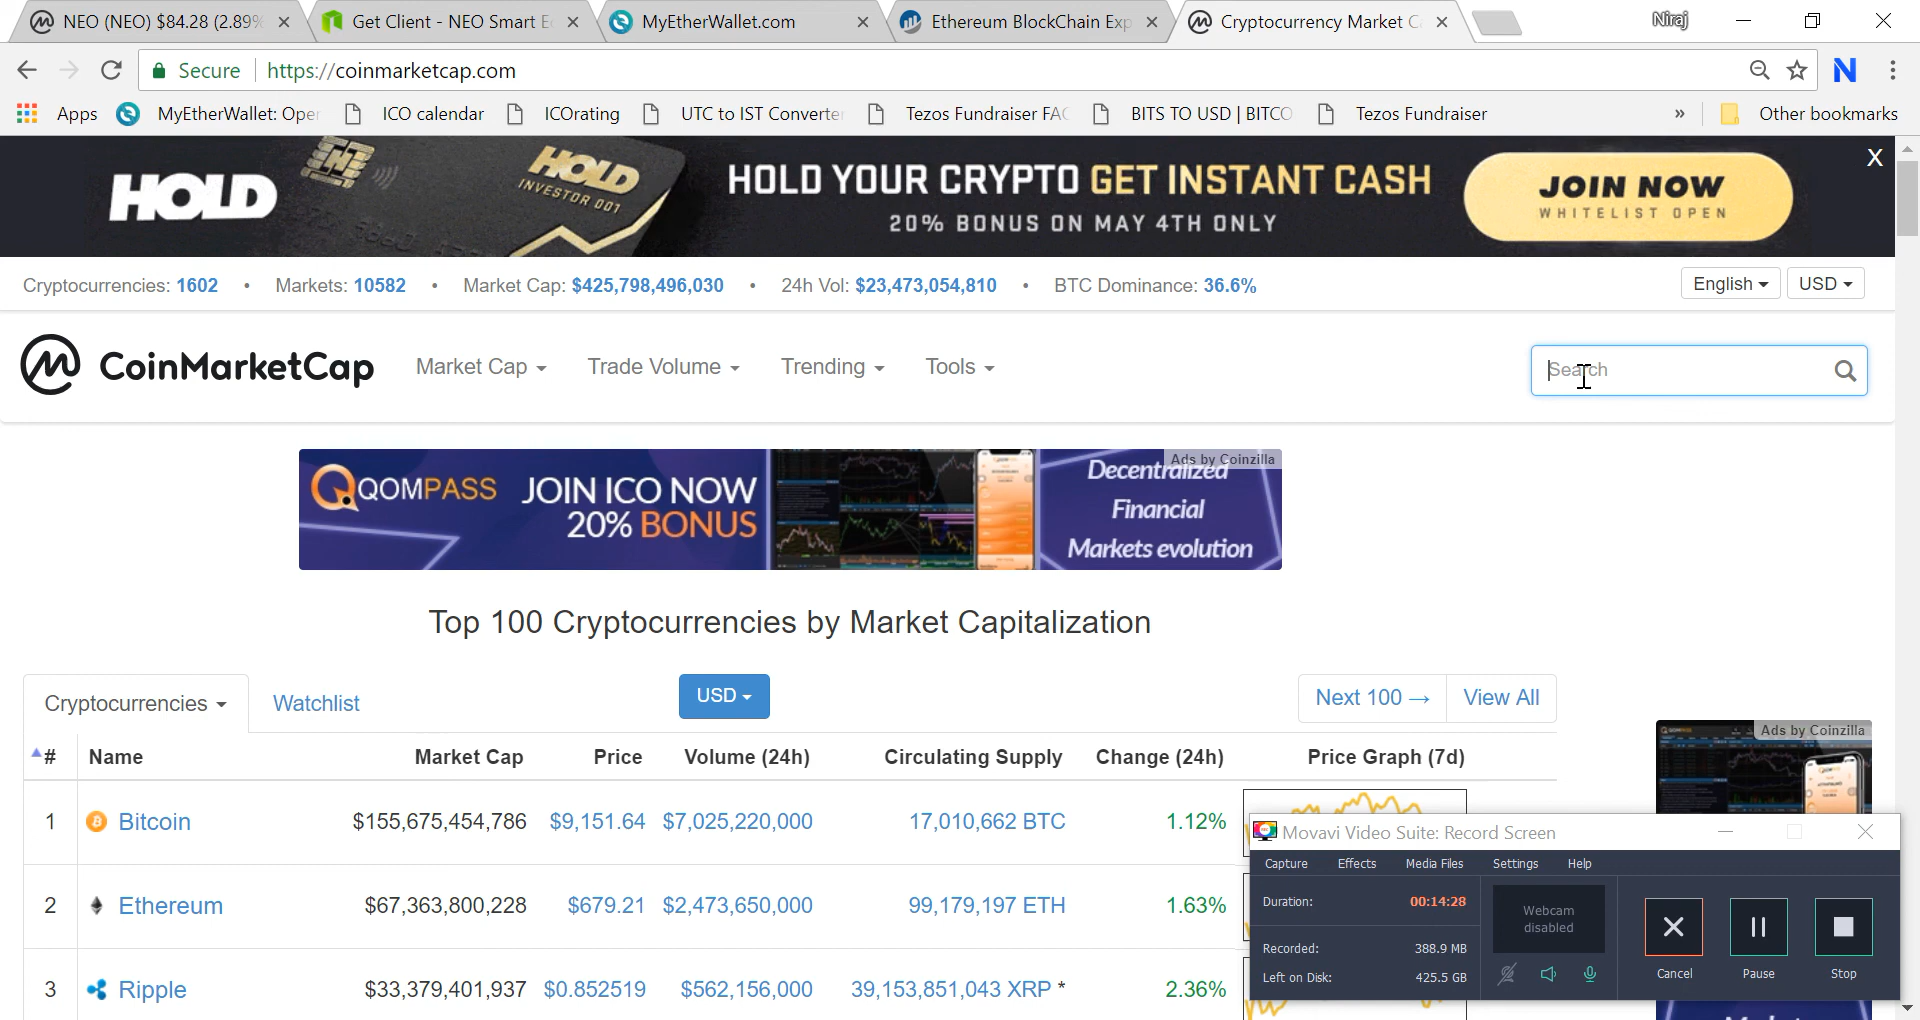 NEO (NEO) $84.28 (2.89%
Get Client - NEO Smart Ec
MyEtherWallet.com
Ethereum BlockChain Exp
Cryptocurrency Market C
Niraj
Secure https://coinmarketcap.com
N
Apps
MyEtherWallet: Oper
ICO calendar
ICOrating
UTC to IST Converter
Tezos Fundraiser FAC
BITS TO USD | BITCO
Tezos Fundraiser
»
Other bookmarks
HOLD
HOLD
INVESTOR 001
HOLD YOUR CRYPTO GET INSTANT CASH
20% BONUS ON MAY 4TH ONLY
JOIN NOW
WHITELIST OPEN
X
Cryptocurrencies: 1602 • Markets: 10582 • Market Cap: $425,798,496,030 • 24h Vol: $23,473,054,810 • BTC Dominance: 36.6%
English
USD
CoinMarketCap
Market Cap
Trade Volume
Trending
Tools
Search
QOMPASS
JOIN ICO NOW
20% BONUS
Ads by Coinzilla
Decentralized
Financial
Markets evolution
Top 100 Cryptocurrencies by Market Capitalization
Cryptocurrencies
Watchlist
USD
Next 100 →
View All
# Name Market Cap Price Volume (24h) Circulating Supply Change (24h) Price Graph (7d)
1 Bitcoin $155,675,454,786 $9,151.64 $7,025,220,000 17,010,662 BTC 1.12%
2 Ethereum $67,363,800,228 $679.21 $2,473,650,000 99,179,197 ETH 1.63%
3 Ripple $33,379,401,937 $0.852519 $562,156,000 39,153,851,043 XRP * 2.36%
Ads by Coinzilla
Movavi Video Suite: Record Screen
Capture Effects Media Files Settings Help
Duration: 00:14:28
Recorded: 388.9 MB
Left on Disk: 425.5 GB
Webcam
disabled
Cancel
Pause
Stop